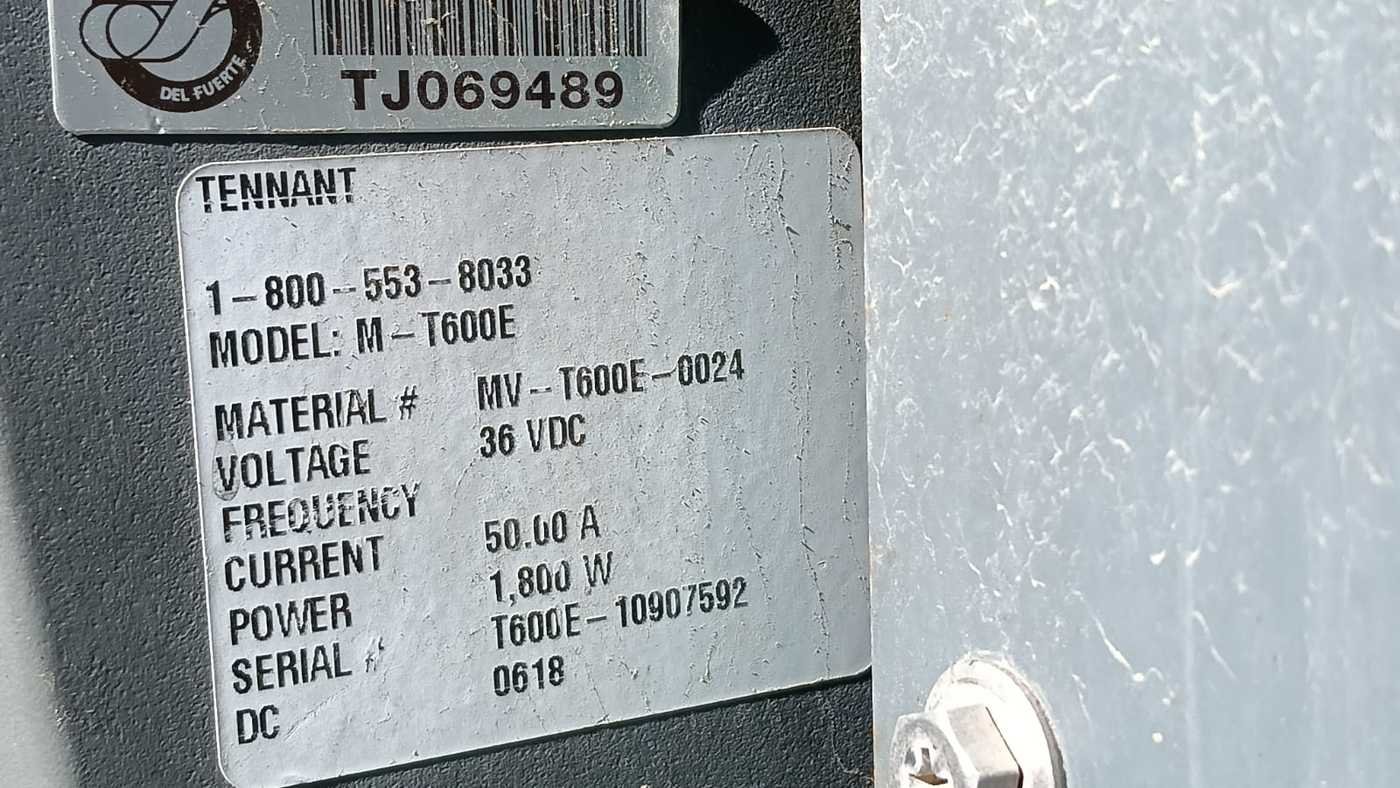 DEL FUERTE
TJ069489
TENNANT
1-800-553-8033
MODEL: M-T600E
MATERIAL # MV-T600E-0024
VOLTAGE 36 VDC
FREQUENCY
CURRENT 50.00 A
POWER 1,800 W
SERIAL # T600E-10907592
DC 0618